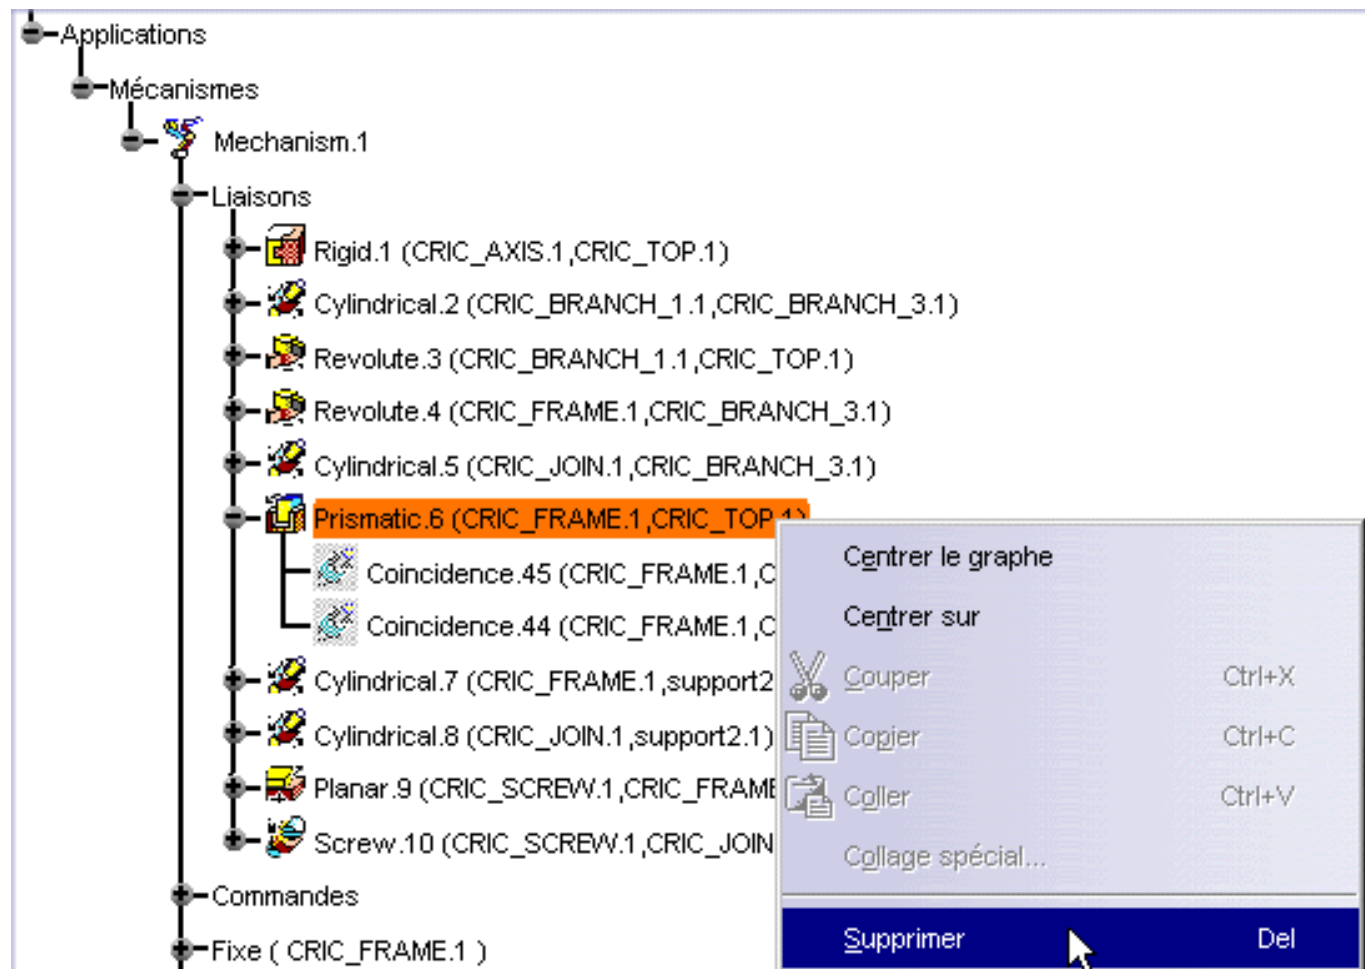 Applications
Mécanismes
Mechanism.1
Liaisons
Rigid.1 (CRIC_AXIS.1,CRIC_TOP.1)
Cylindrical.2 (CRIC_BRANCH_1.1,CRIC_BRANCH_3.1)
Revolute.3 (CRIC_BRANCH_1.1,CRIC_TOP.1)
Revolute.4 (CRIC_FRAME.1,CRIC_BRANCH_3.1)
Cylindrical.5 (CRIC_JOIN.1,CRIC_BRANCH_3.1)
Prismatic.6 (CRIC_FRAME.1,CRIC_TOP.1)
Coincidence.45 (CRIC_FRAME.1,C
Coincidence.44 (CRIC_FRAME.1,C
Cylindrical.7 (CRIC_FRAME.1,support2
Cylindrical.8 (CRIC_JOIN.1,support2.1)
Planar.9 (CRIC_SCREW.1,CRIC_FRAME
Screw.10 (CRIC_SCREW.1,CRIC_JOIN
Commandes
Fixe ( CRIC_FRAME.1 )
Centrer le graphe
Centrer sur
Couper Ctrl+X
Copier Ctrl+C
Coller Ctrl+V
Collage spécial...
Supprimer Del